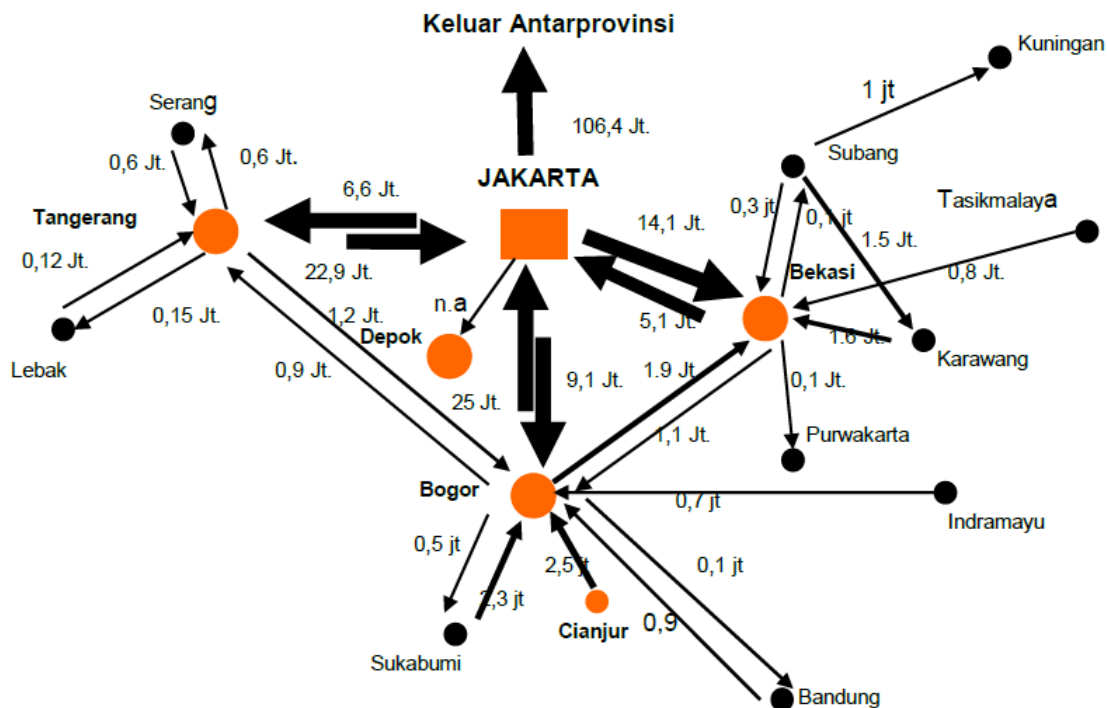 Keluar Antarprovinsi
Kuningan
Serang
1 jt
106,4 Jt.
0,6 Jt.
0,6 Jt.
Subang
JAKARTA
6,6 Jt.
Tasikmalaya
Tangerang
14,1 Jt.
0,3 jt
0,1 jt
1.5 Jt.
0,12 Jt.
22,9 Jt.
Bekasi
0,8 Jt.
n.a
0,15 Jt.
1,2 Jt.
5,1 Jt.
1.6 Jt.
Depok
Karawang
Lebak
0,9 Jt.
9,1 Jt.
1.9 Jt.
0,1 Jt.
25 Jt.
1,1 Jt.
Purwakarta
Bogor
0,7 jt
Indramayu
0,5 jt
2,5 jt
0,1 jt
2,3 jt
Cianjur
0,9
Sukabumi
Bandung